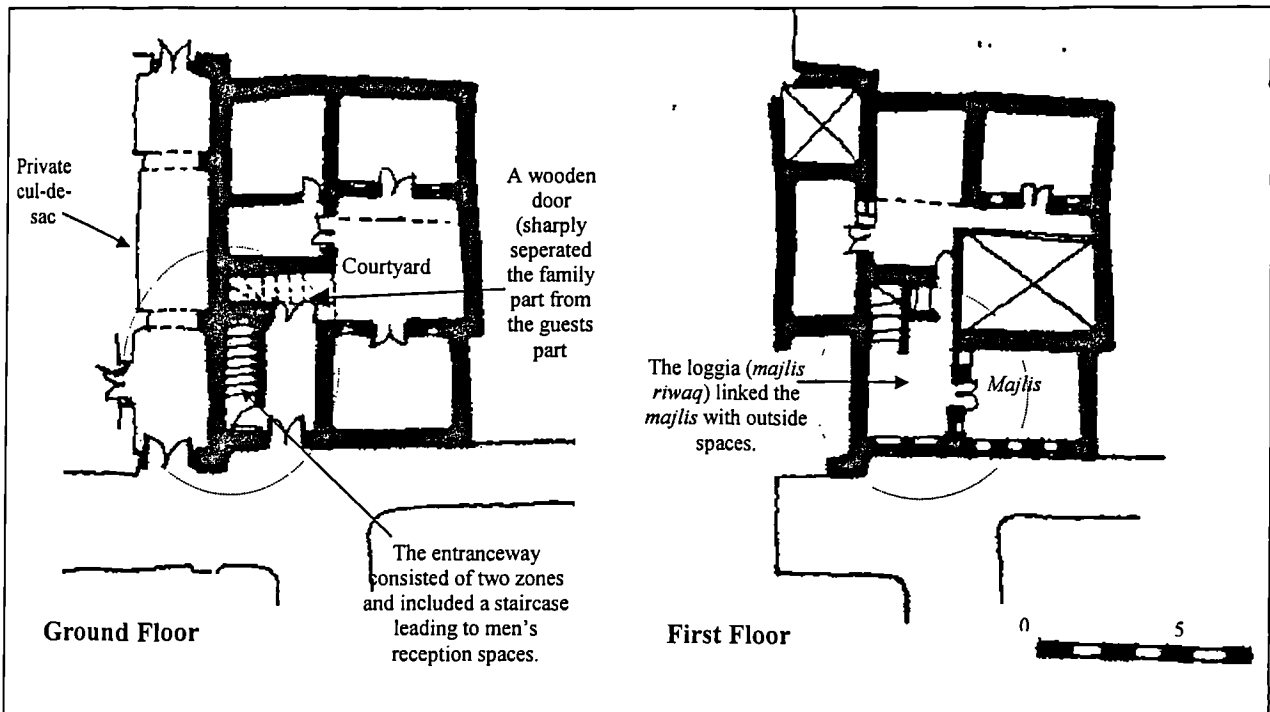 Private
cul-de-
sac
A wooden
door
(sharply
seperated
the family
part from
the guests
part
Courtyard
The entranceway
consisted of two zones
and included a staircase
leading to men's
reception spaces.
Ground Floor
The loggia (majlis
riwaq) linked the
majlis with outside
spaces.
Majlis
First Floor
0 5